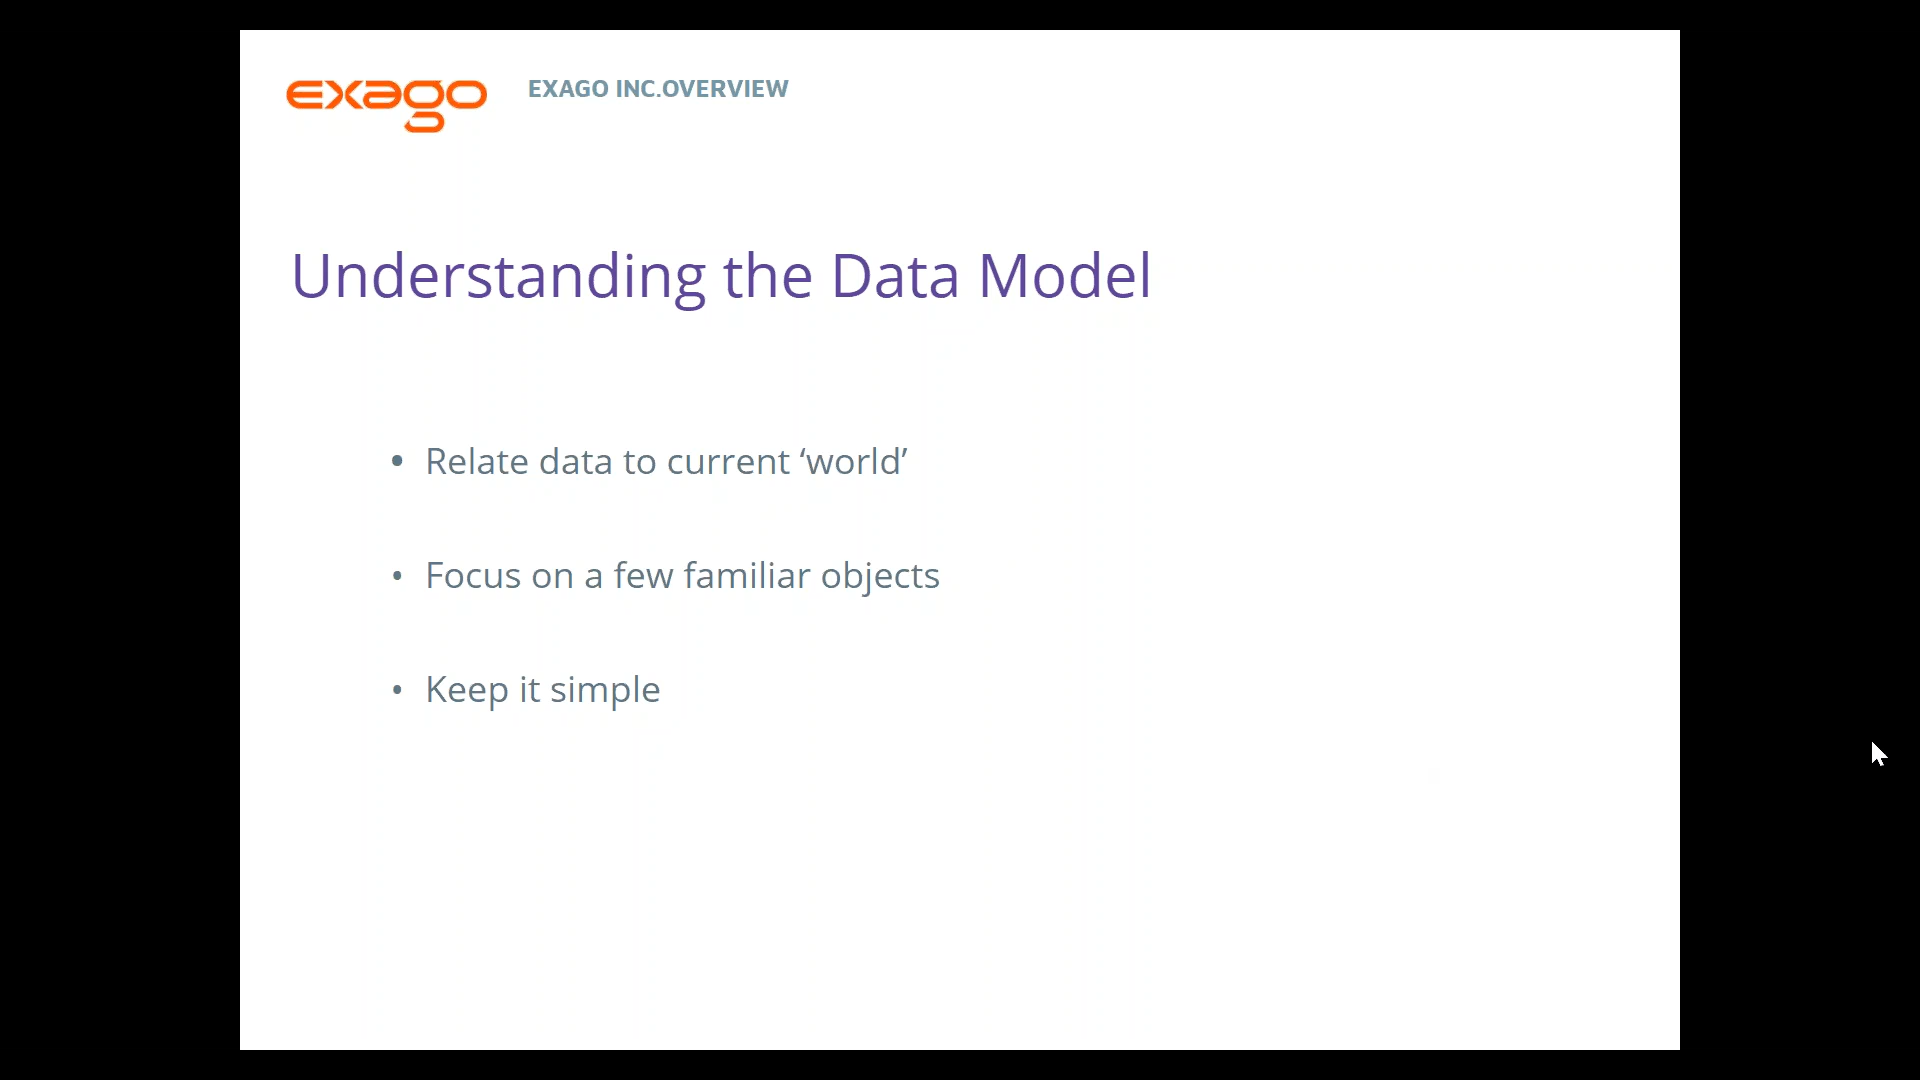 exago
EXAGO INC.OVERVIEW
Understanding the Data Model
• Relate data to current ‘world’
• Focus on a few familiar objects
• Keep it simple